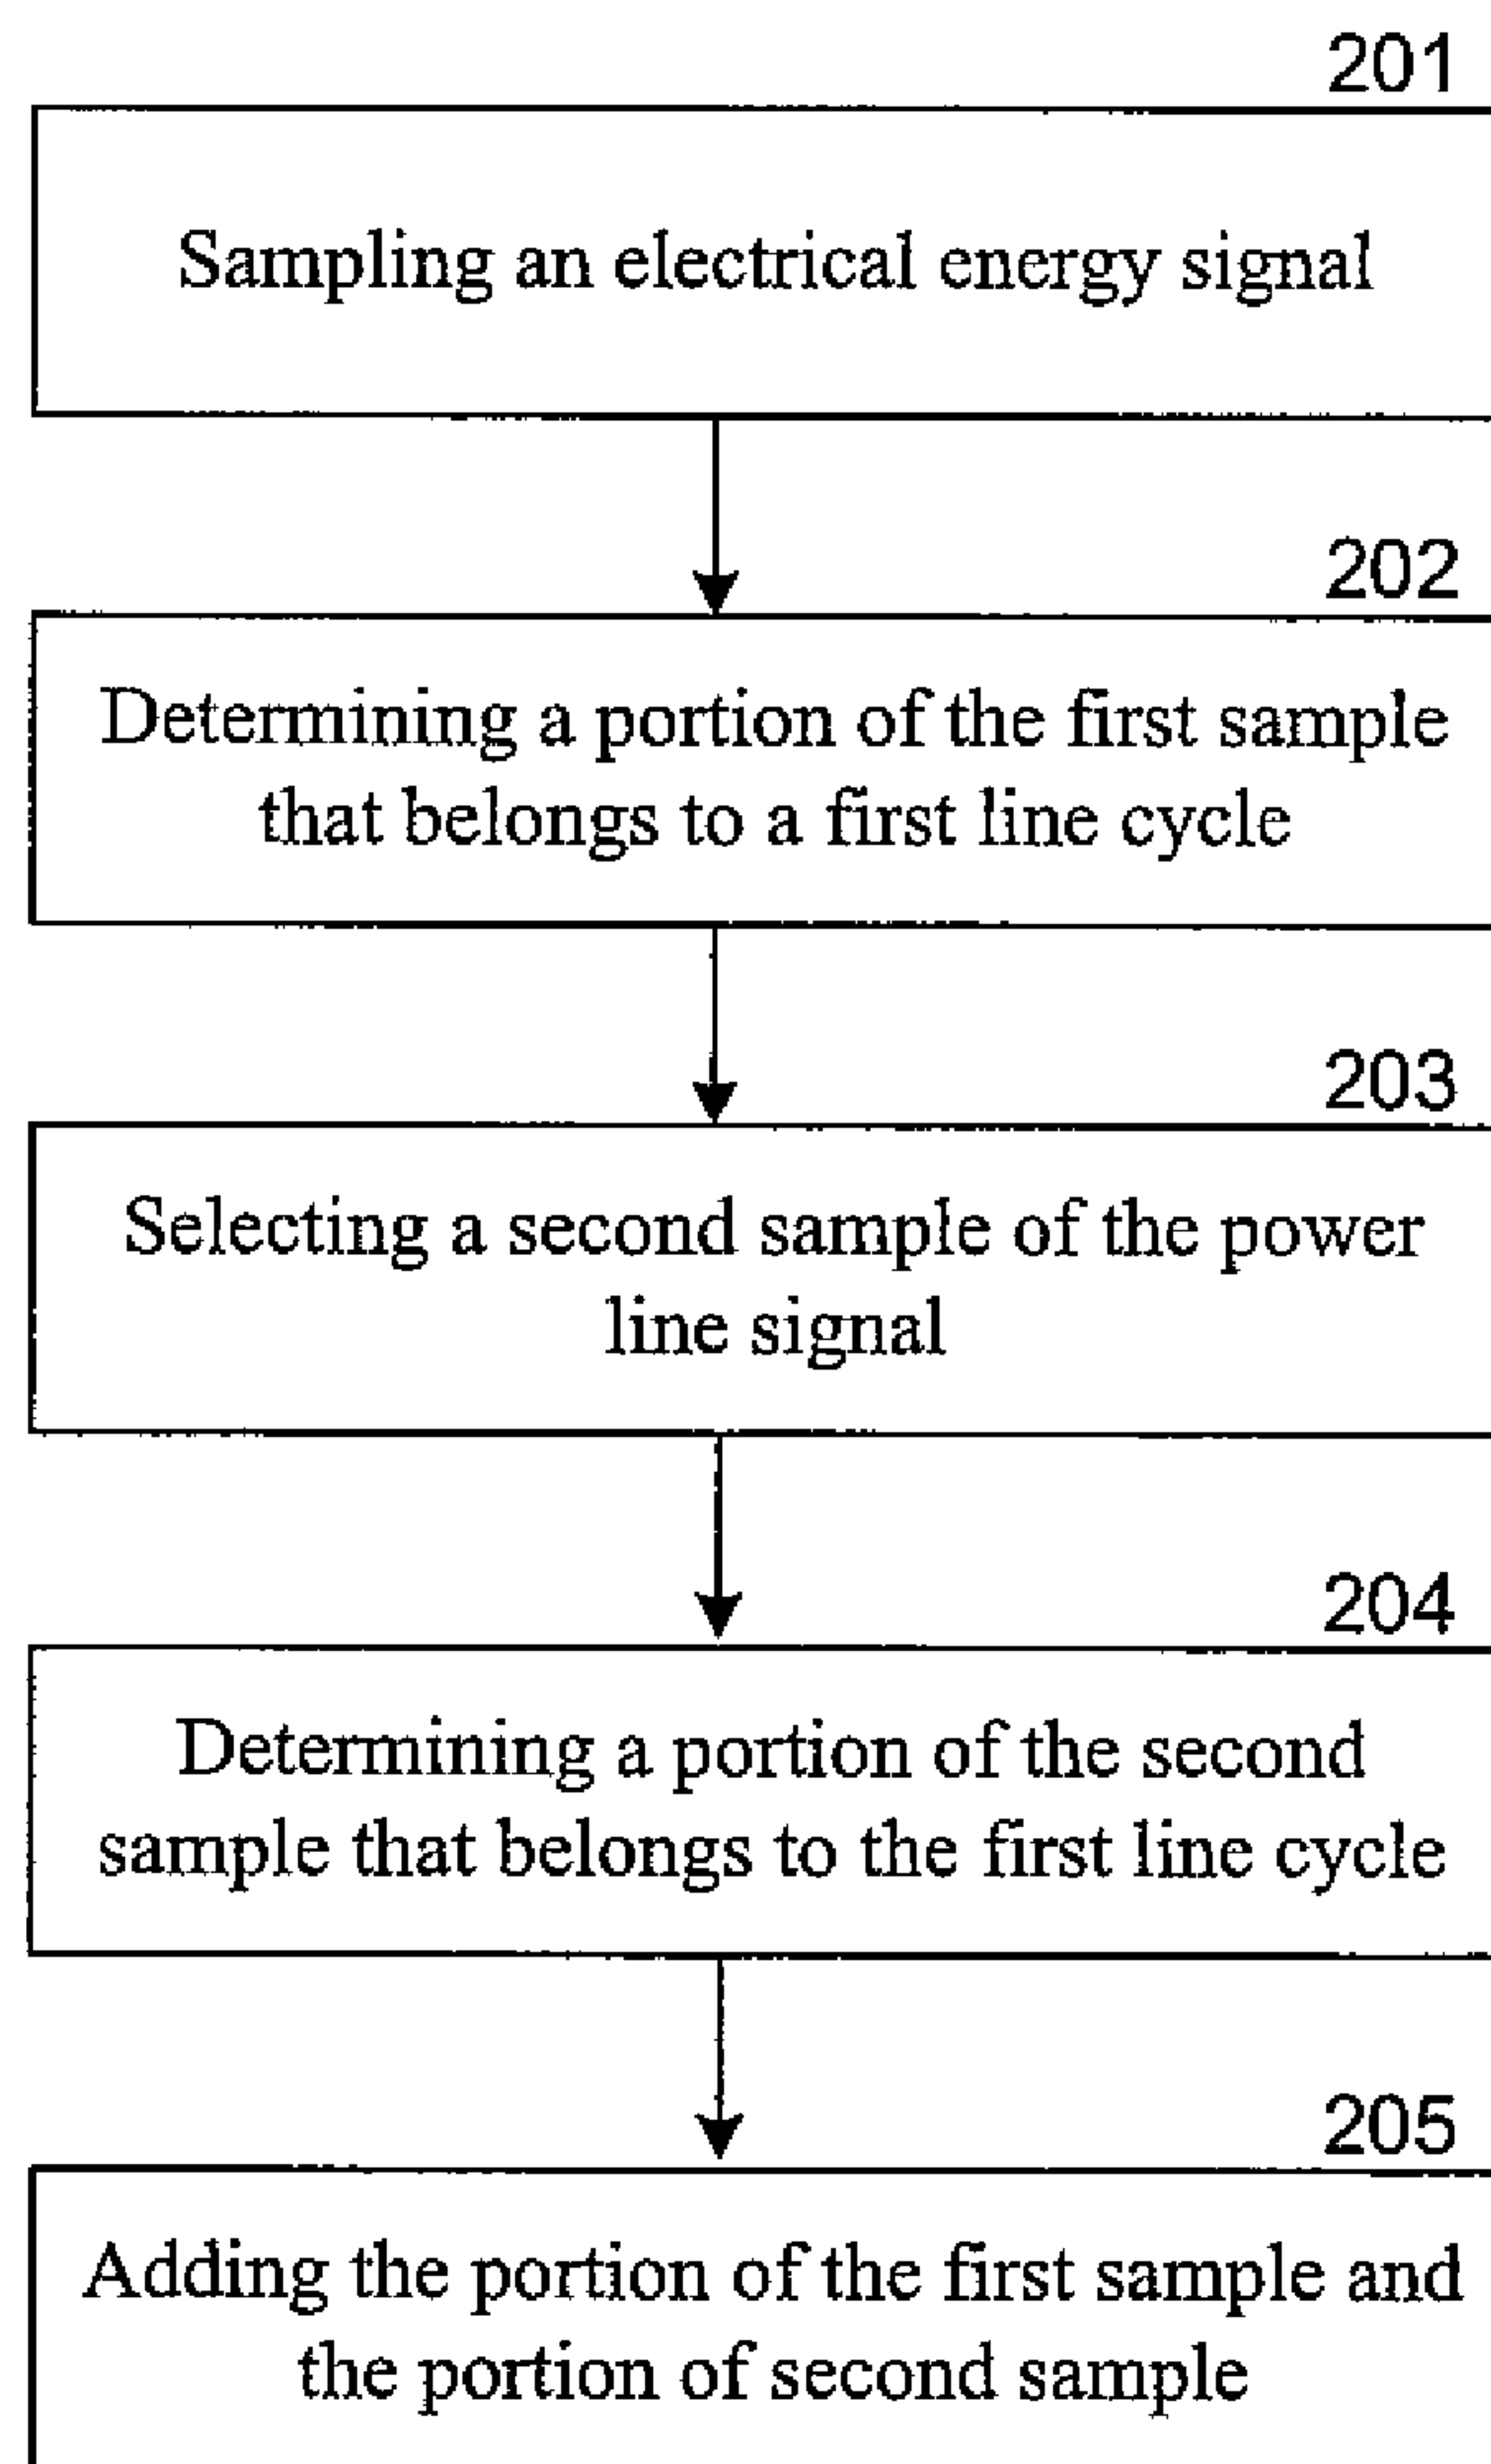 201
Sampling an electrical energy signal
202
Determining a portion of the first sample
that belongs to a first line cycle
203
Selecting a second sample of the power
line signal
204
Determining a portion of the second
sample that belongs to the first line cycle
205
Adding the portion of the first sample and
the portion of second sample